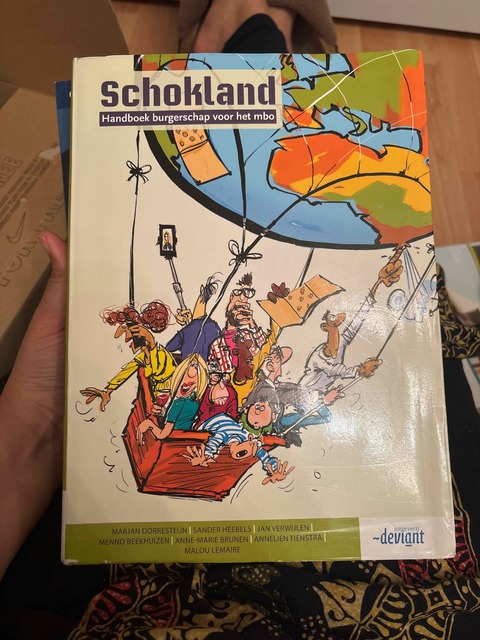 Schokland
Handboek burgerschap voor het mbo
MARJAN DORRESTEIJN | SANDER HEEBELS | JAN VERWIJLEN |
MENNO BEEKHUIZEN | ANNE-MARIE BRUNEN | ANNELIEN TIENSTRA |
MALOU LEMAIRE
uitgeverij
~deviant